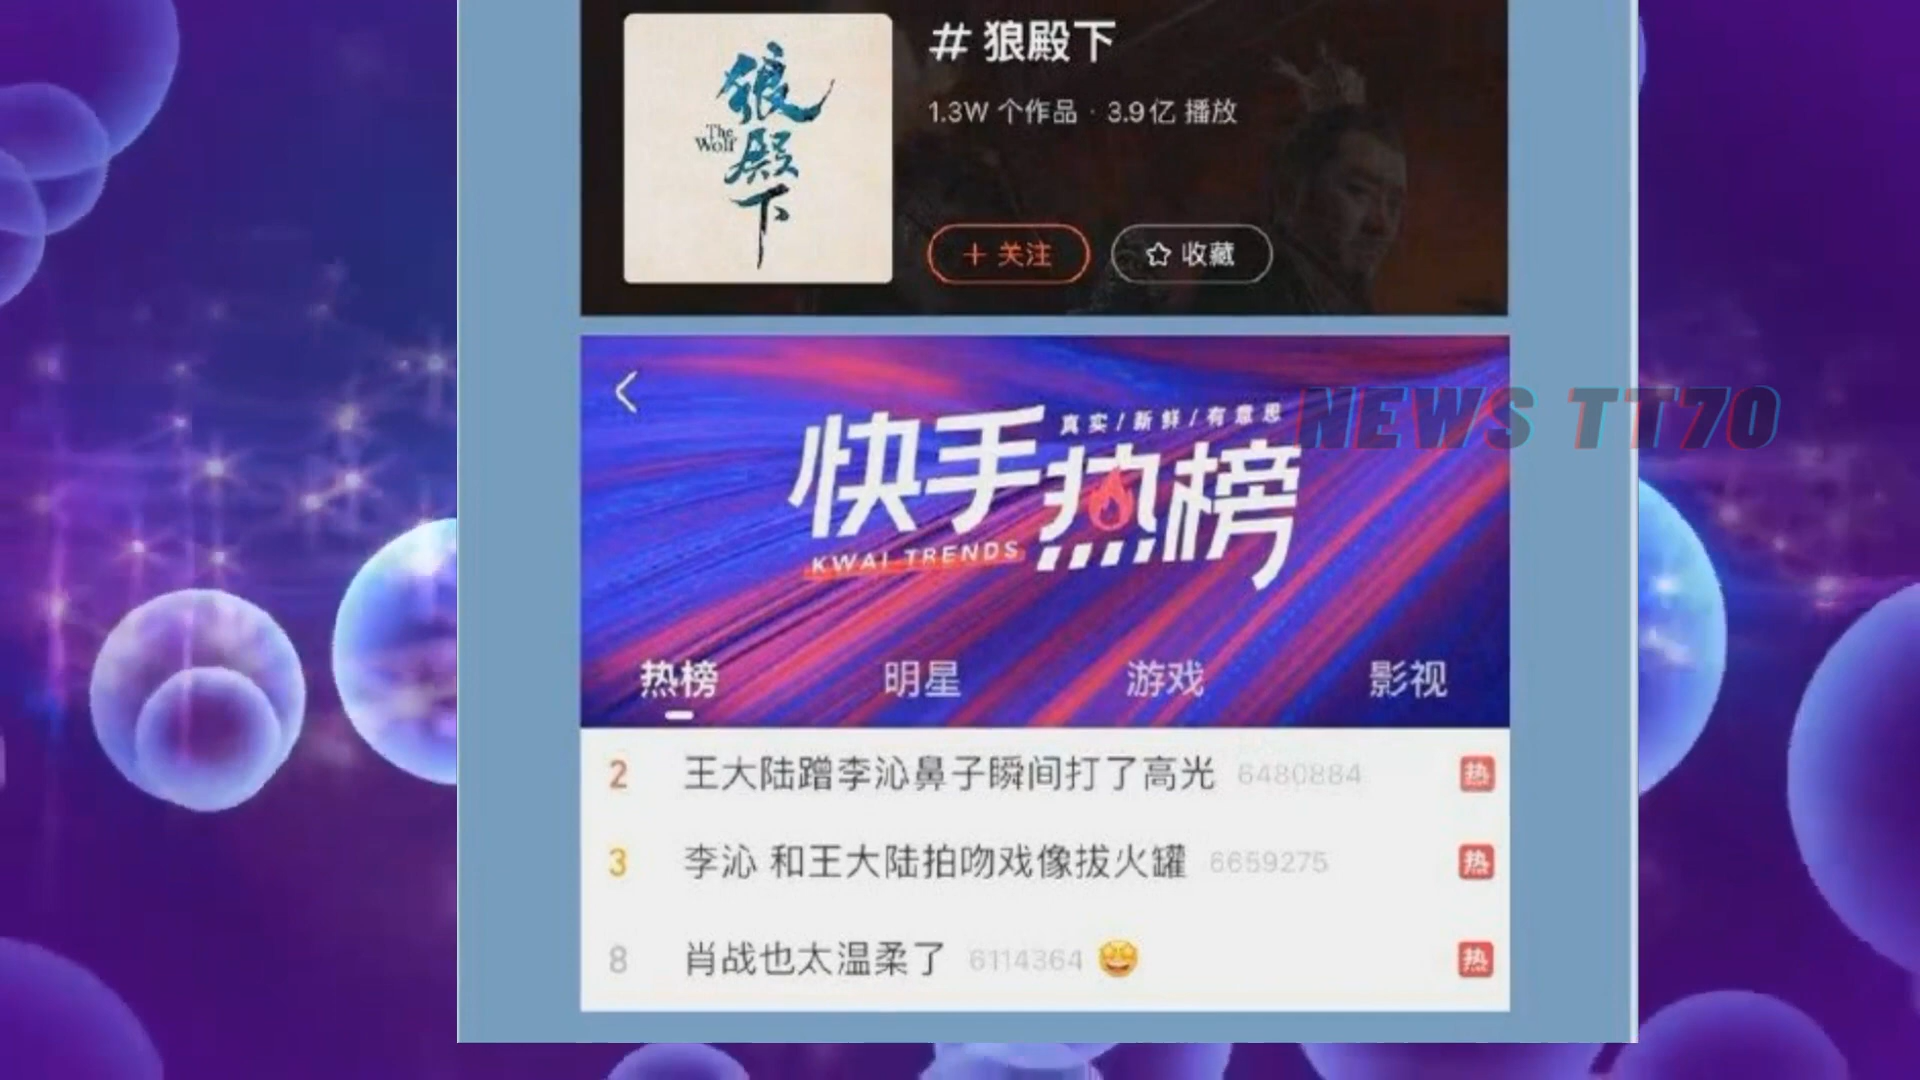 # 狼殿下
狼殿下
The
Wolf
1.3W 个作品 · 3.9亿 播放
+ 关注
收藏
真实/新鲜/有意思
快手热榜
KWAI TRENDS
NEWS TT70
热榜 明星 游戏 影视
2 王大陆蹭李沁鼻子瞬间打了高光 6480884 热
3 李沁 和王大陆拍吻戏像拔火罐 6659275 热
8 肖战也太温柔了 6114364 🤩 热